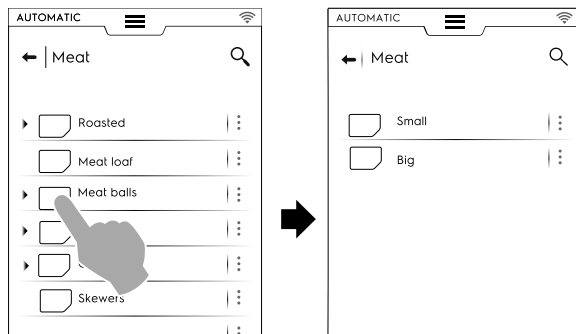 AUTOMATIC
Meat
Roasted
Meat loaf
Meat balls
Skewers
AUTOMATIC
Meat
Small
Big